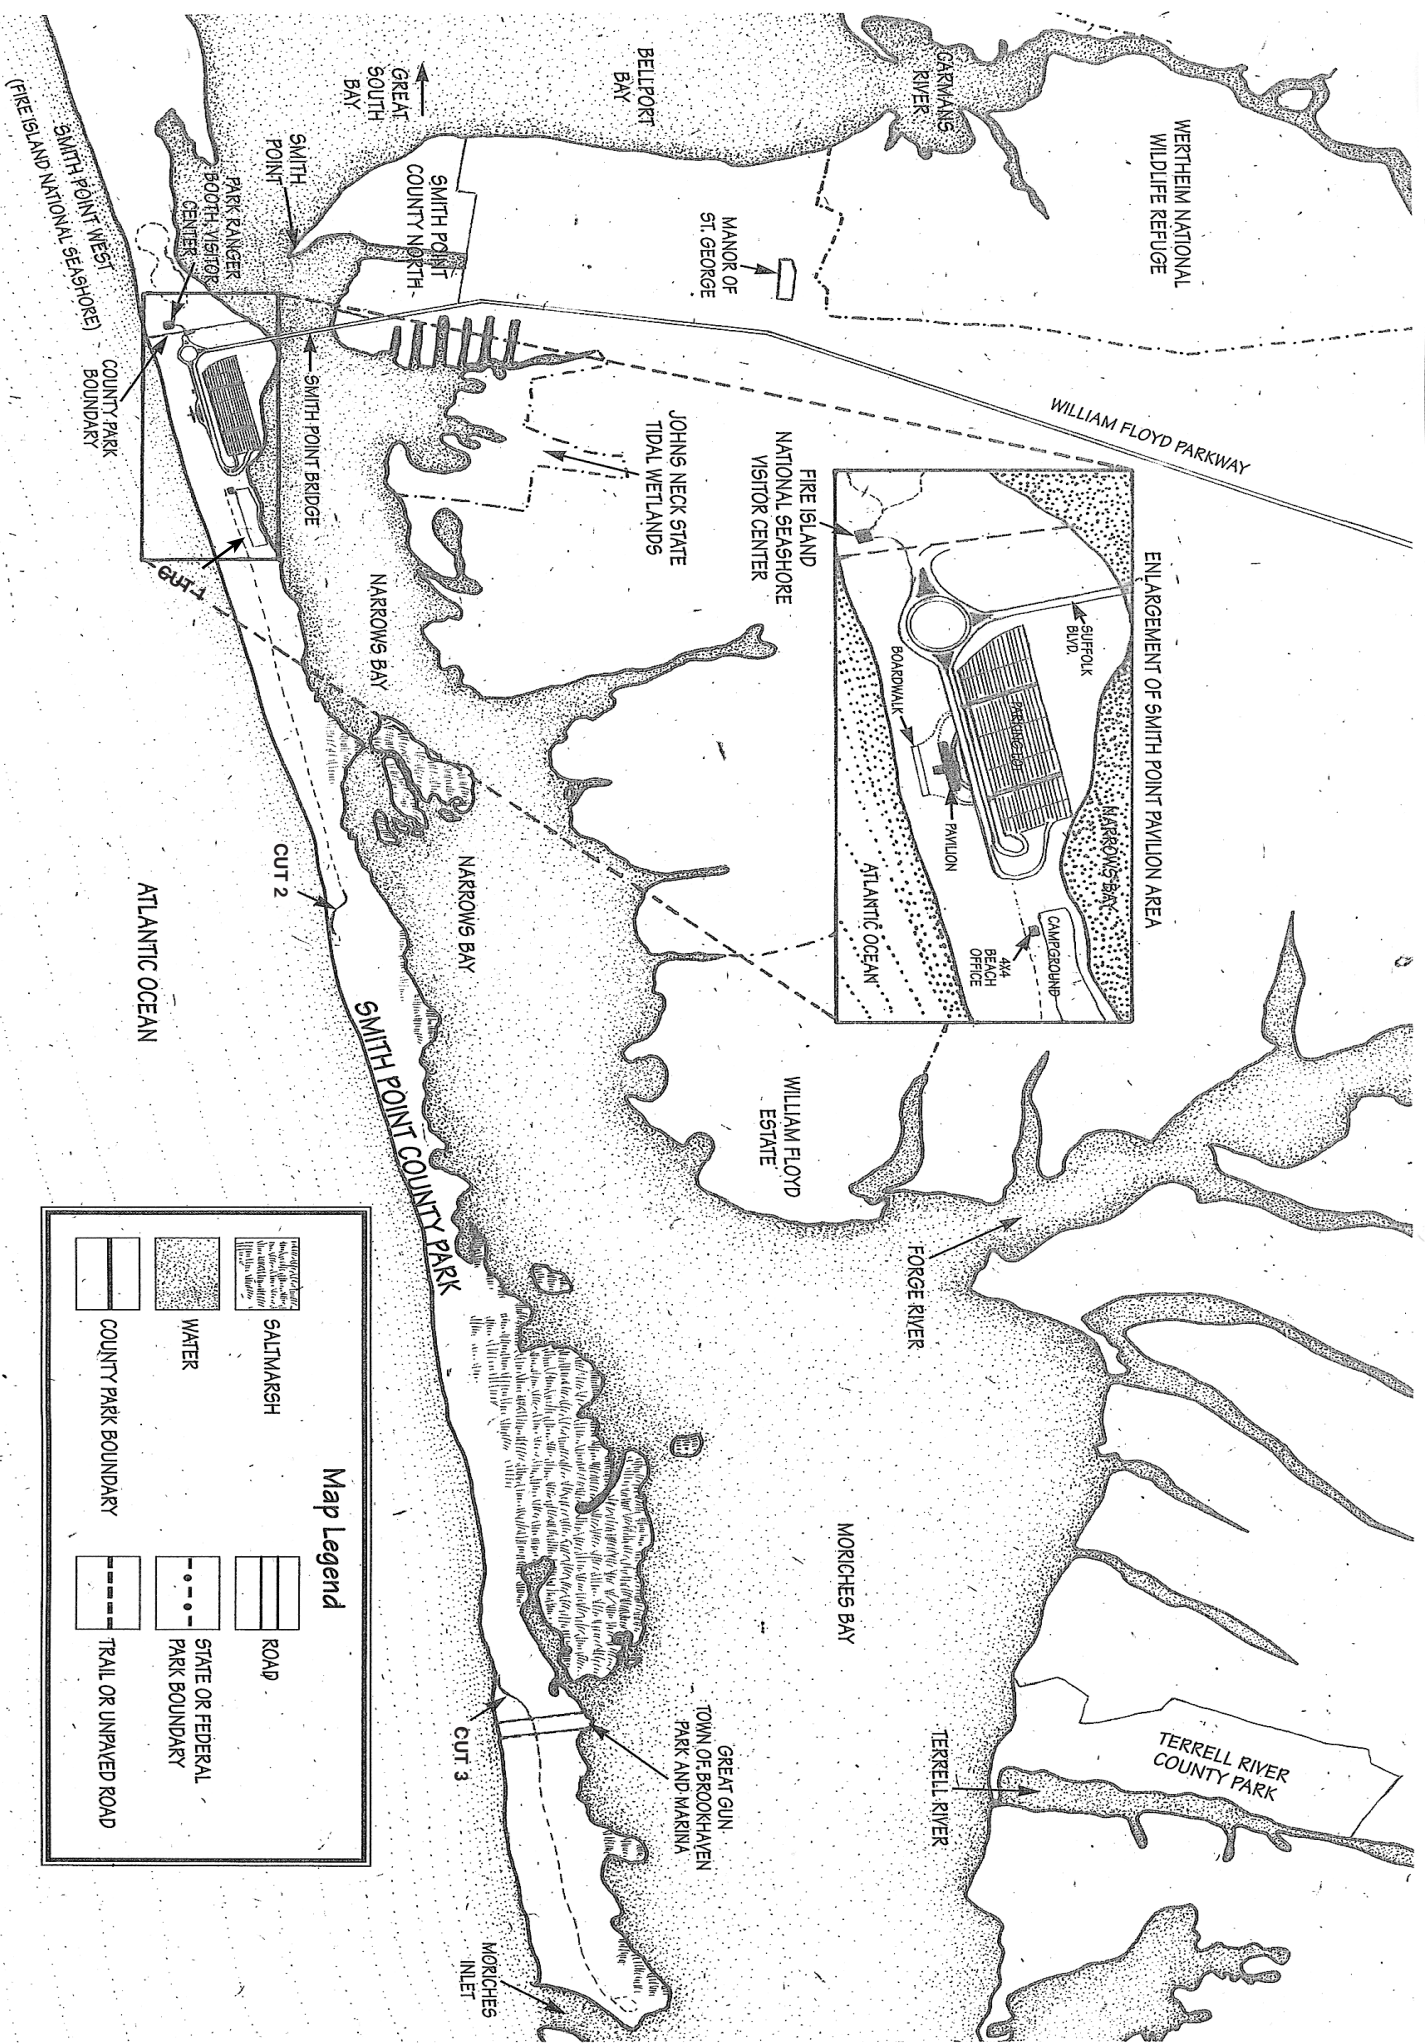 WERTHEIM NATIONAL
WILDLIFE REFUGE
CARMANS
RIVER
BELLPORT
BAY
GREAT
SOUTH
BAY
SMITH
POINT
SMITH POINT
COUNTY NORTH
MANOR OF
ST. GEORGE
PARK RANGER
BOOTH, VISITOR
CENTER
SMITH POINT WEST
(FIRE ISLAND NATIONAL SEASHORE)
COUNTY PARK
BOUNDARY
SMITH POINT BRIDGE
CUT 1
JOHNS NECK STATE
TIDAL WETLANDS
WILLIAM FLOYD PARKWAY
ENLARGEMENT OF SMITH POINT PAVILION AREA
FIRE ISLAND
NATIONAL SEASHORE
VISITOR CENTER
SUFFOLK
BLVD.
BOARDWALK
PARKING LOT
PAVILION
NARROWS BAY
CAMPGROUND
4X4
BEACH
OFFICE
ATLANTIC OCEAN
NARROWS BAY
NARROWS BAY
CUT 2
ATLANTIC OCEAN
SMITH POINT COUNTY PARK
WILLIAM FLOYD
ESTATE
FORGE RIVER
MORICHES BAY
TERRELL RIVER
COUNTY PARK
TERRELL RIVER
GREAT GUN
TOWN OF BROOKHAVEN
PARK AND MARINA
CUT 3
MORICHES
INLET
Map Legend
SALTMARSH
WATER
COUNTY PARK BOUNDARY
ROAD
STATE OR FEDERAL
PARK BOUNDARY
TRAIL OR UNPAVED ROAD